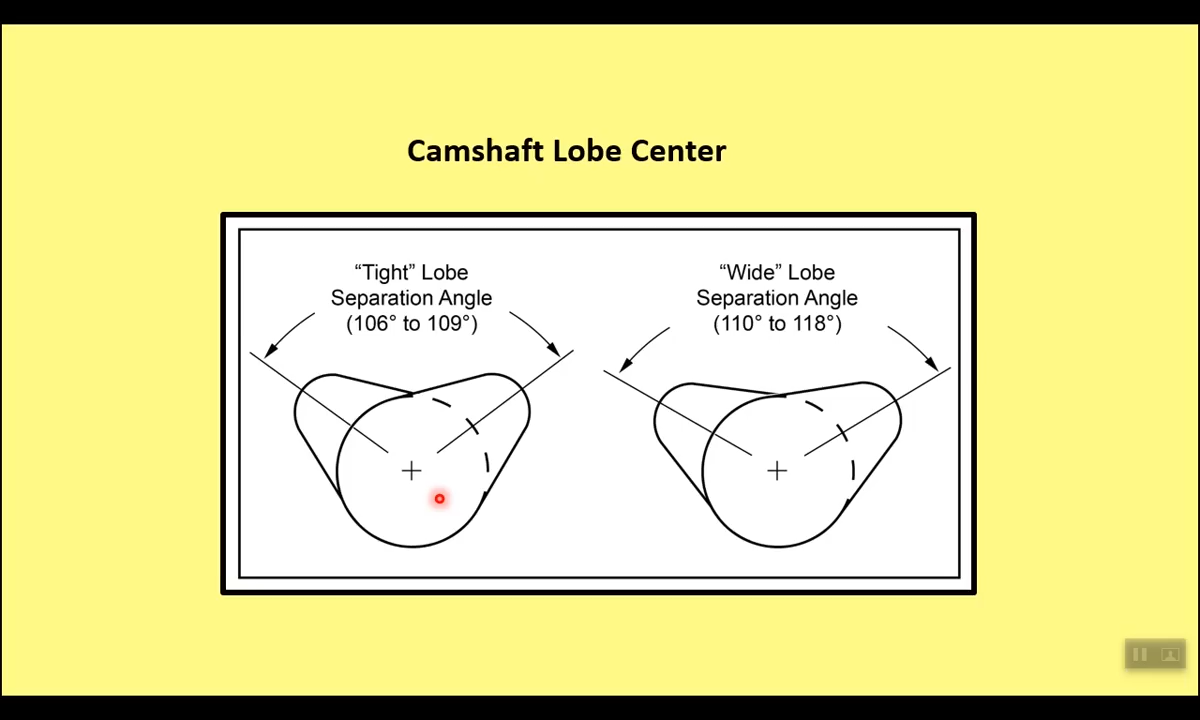 Camshaft Lobe Center
“Tight” Lobe
Separation Angle
(106° to 109°)
“Wide” Lobe
Separation Angle
(110° to 118°)